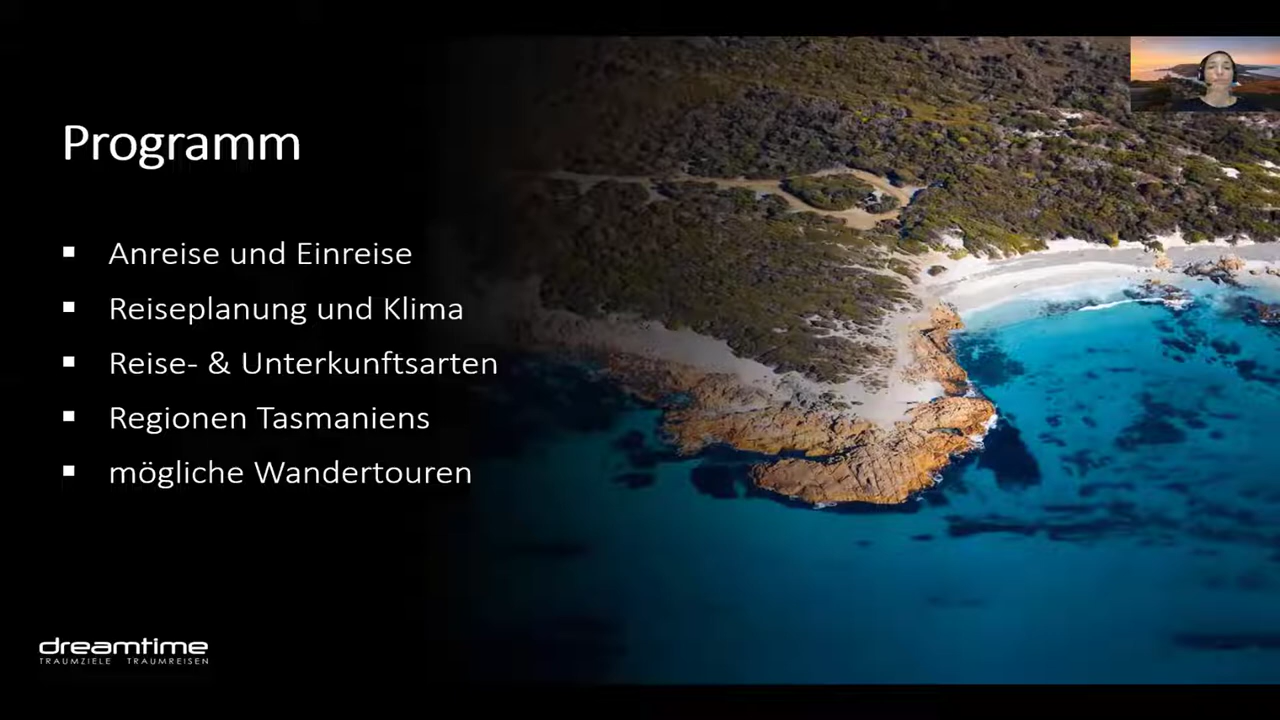 Programm
▪ Anreise und Einreise
▪ Reiseplanung und Klima
▪ Reise- & Unterkunftsarten
▪ Regionen Tasmaniens
▪ mögliche Wandertouren
dreamtime
TRAUMZIELE TRAUMREISEN